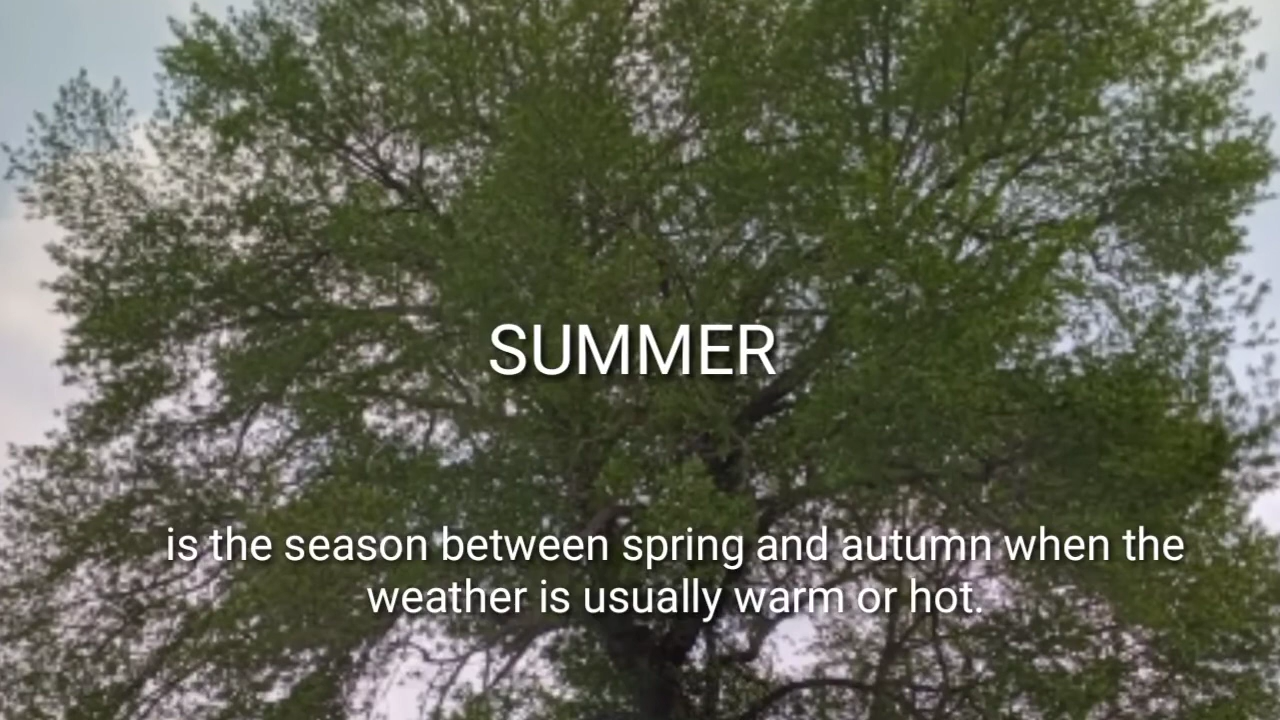 SUMMER
is the season between spring and autumn when the
weather is usually warm or hot.